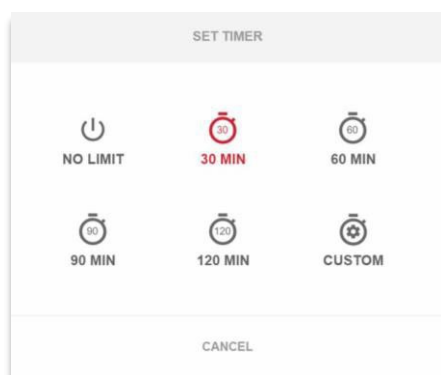 SET TIMER
30
60
NO LIMIT
30 MIN
60 MIN
90
120
90 MIN
120 MIN
CUSTOM
CANCEL